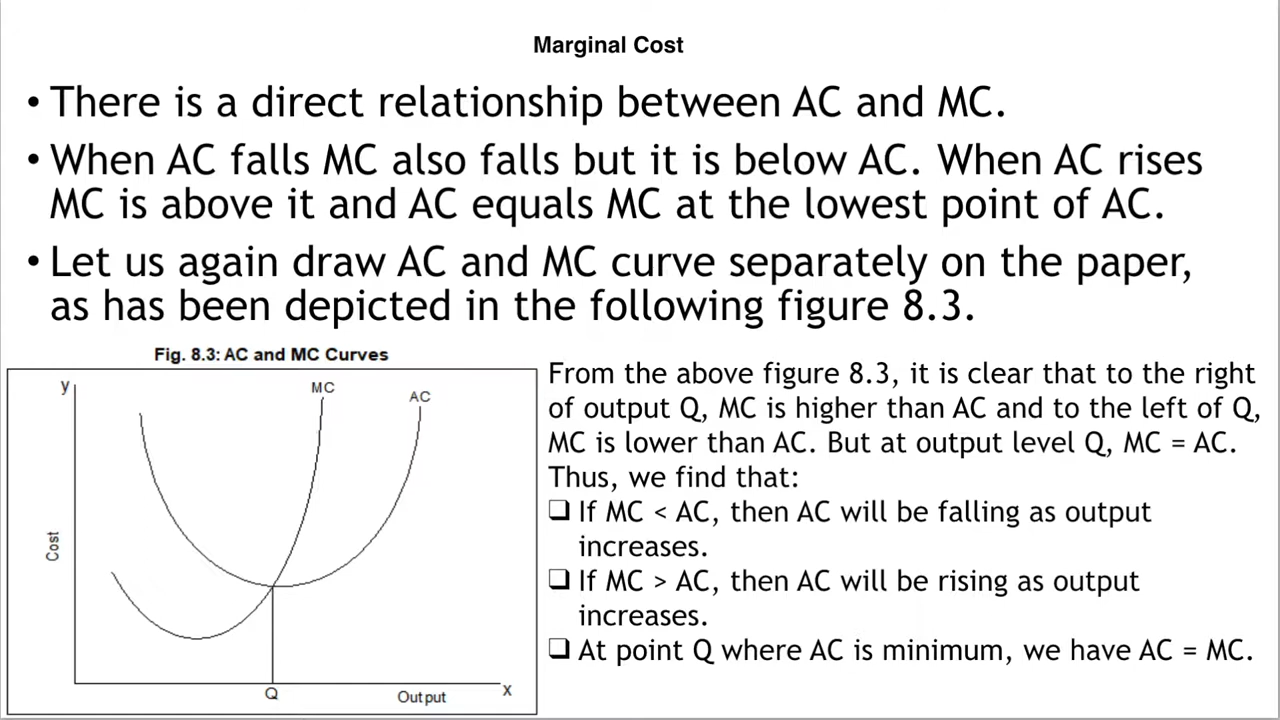 Marginal Cost
• There is a direct relationship between AC and MC.
• When AC falls MC also falls but it is below AC. When AC rises
MC is above it and AC equals MC at the lowest point of AC.
• Let us again draw AC and MC curve separately on the paper,
as has been depicted in the following figure 8.3.
Fig. 8.3: AC and MC Curves
y
MC
AC
Cost
Q
Output
x
From the above figure 8.3, it is clear that to the right
of output Q, MC is higher than AC and to the left of Q,
MC is lower than AC. But at output level Q, MC = AC.
Thus, we find that:
❑ If MC < AC, then AC will be falling as output
increases.
❑ If MC > AC, then AC will be rising as output
increases.
❑ At point Q where AC is minimum, we have AC = MC.